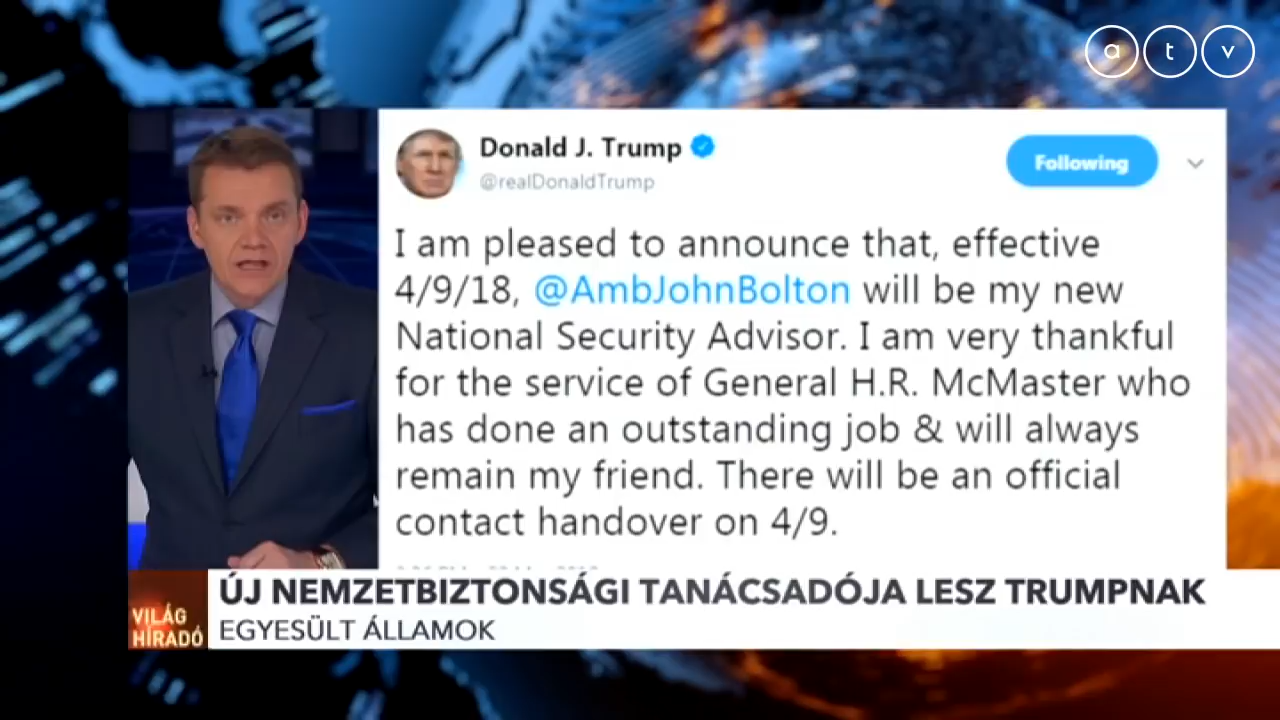 atv
Donald J. Trump
@realDonaldTrump
Following
I am pleased to announce that, effective
4/9/18, @AmbJohnBolton will be my new
National Security Advisor. I am very thankful
for the service of General H.R. McMaster who
has done an outstanding job & will always
remain my friend. There will be an official
contact handover on 4/9.
ÚJ NEMZETBIZTONSÁGI TANÁCSADÓJA LESZ TRUMPNAK
EGYESÜLT ÁLLAMOK
VILÁG
HÍRADÓ